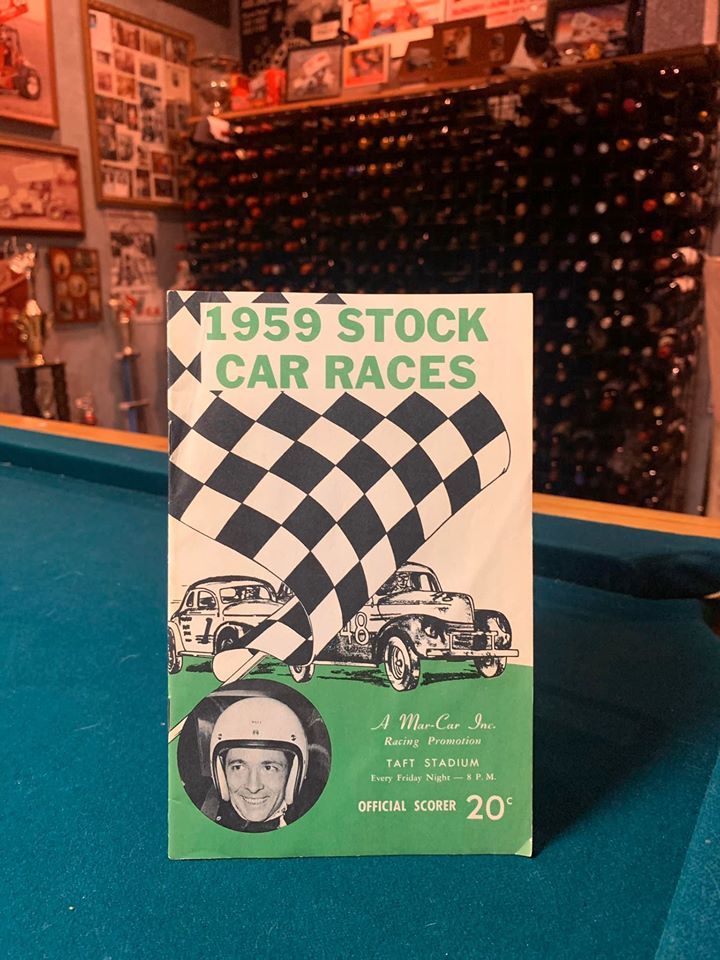 1959 STOCK
CAR RACES
1
48
A Mar-Car Inc.
Racing Promotion
TAFT STADIUM
Every Friday Night — 8 P.M.
OFFICIAL SCORER 20c